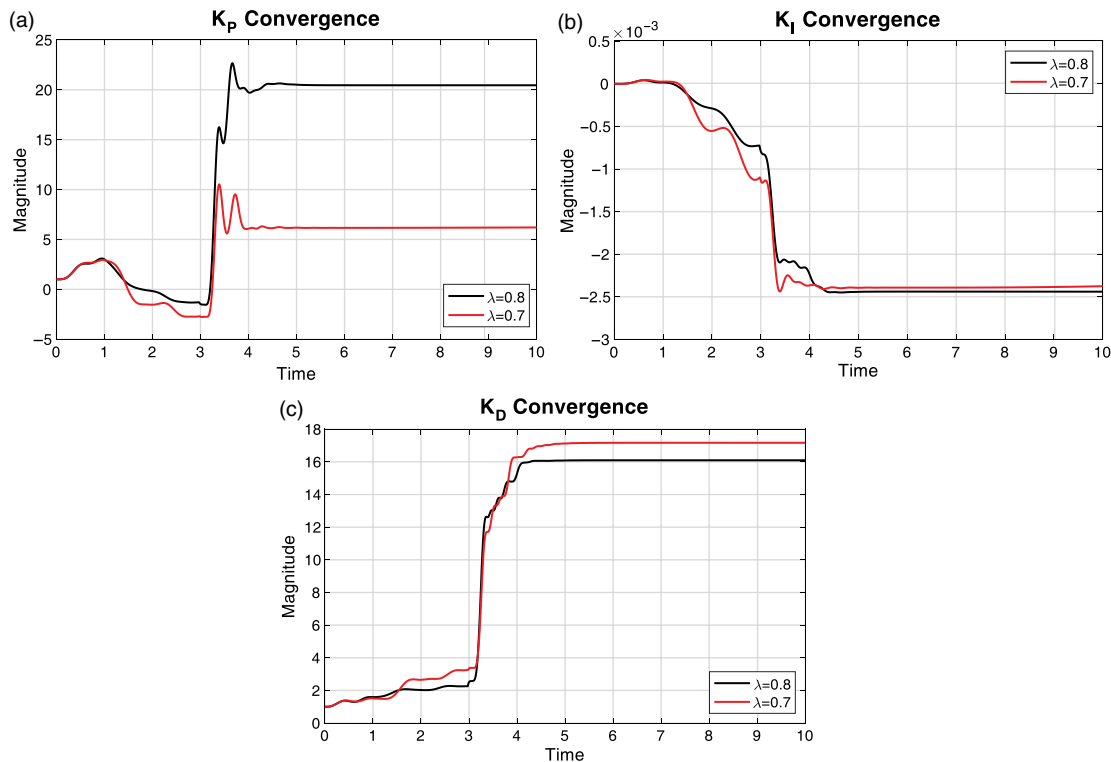 (a)
K_P Convergence
25
20
15
10
5
0
−5
Magnitude
0 1 2 3 4 5 6 7 8 9 10
Time
λ=0.8
λ=0.7
(b)
K_I Convergence
×10⁻³
0.5
0
−0.5
−1
−1.5
−2
−2.5
−3
Magnitude
0 1 2 3 4 5 6 7 8 9 10
Time
λ=0.8
λ=0.7
(c)
K_D Convergence
18
16
14
12
10
8
6
4
2
0
Magnitude
0 1 2 3 4 5 6 7 8 9 10
Time
λ=0.8
λ=0.7